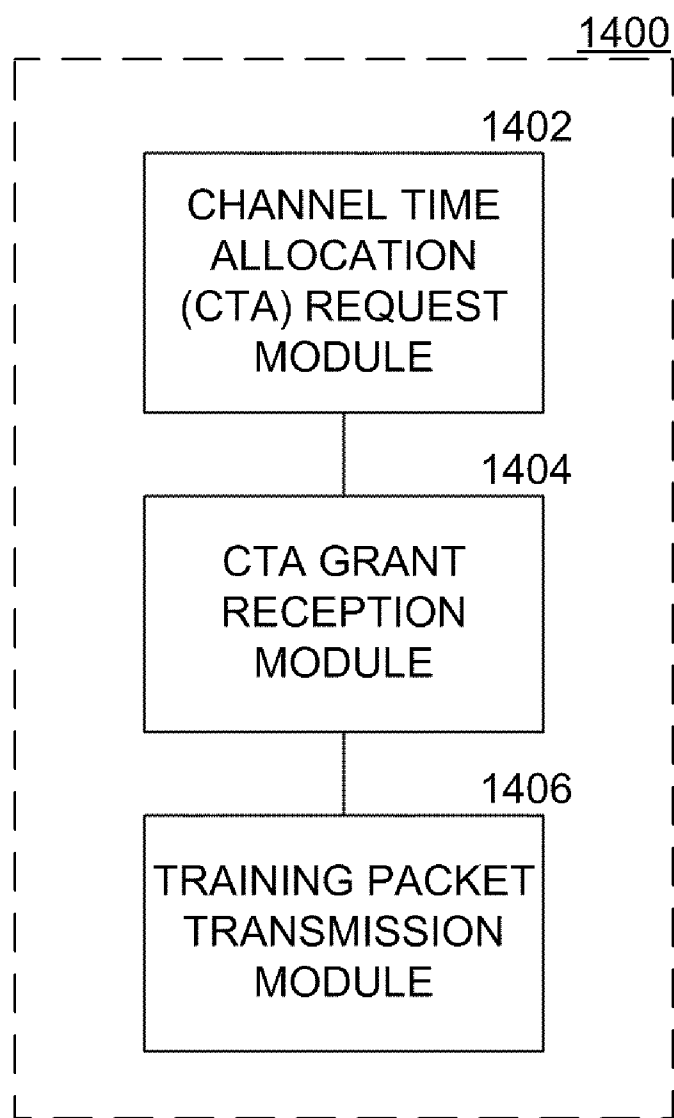 1400
1402
CHANNEL TIME
ALLOCATION
(CTA) REQUEST
MODULE
1404
CTA GRANT
RECEPTION
MODULE
1406
TRAINING PACKET
TRANSMISSION
MODULE